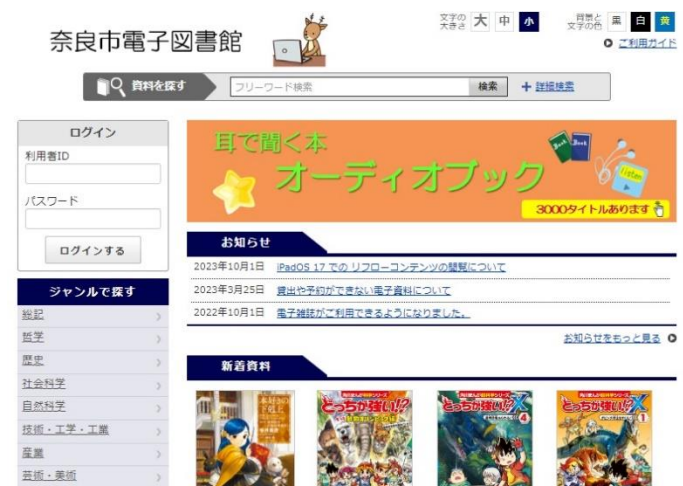 奈良市電子図書館
文字の大きさ 大 中 小
背景と文字の色 黒 白 黄
ご利用ガイド
資料を探す
フリーワード検索
検索
+ 詳細検索
ログイン
利用者ID
パスワード
ログインする
ジャンルで探す
総記
哲学
歴史
社会科学
自然科学
技術・工学・工業
産業
芸術・美術
耳で聞く本
オーディオブック
Book Book
listen
3000タイトルあります
お知らせ
2023年10月1日 iPadOS 17 での リフローコンテンツの閲覧について
2023年3月25日 貸出や予約ができない電子資料について
2022年10月1日 電子雑誌がご利用できるようになりました。
お知らせをもっと見る
新着資料
本好きの
下剋上
どっちが強い!?
どっちが強い!?X
4
どっちが強い!?X
1